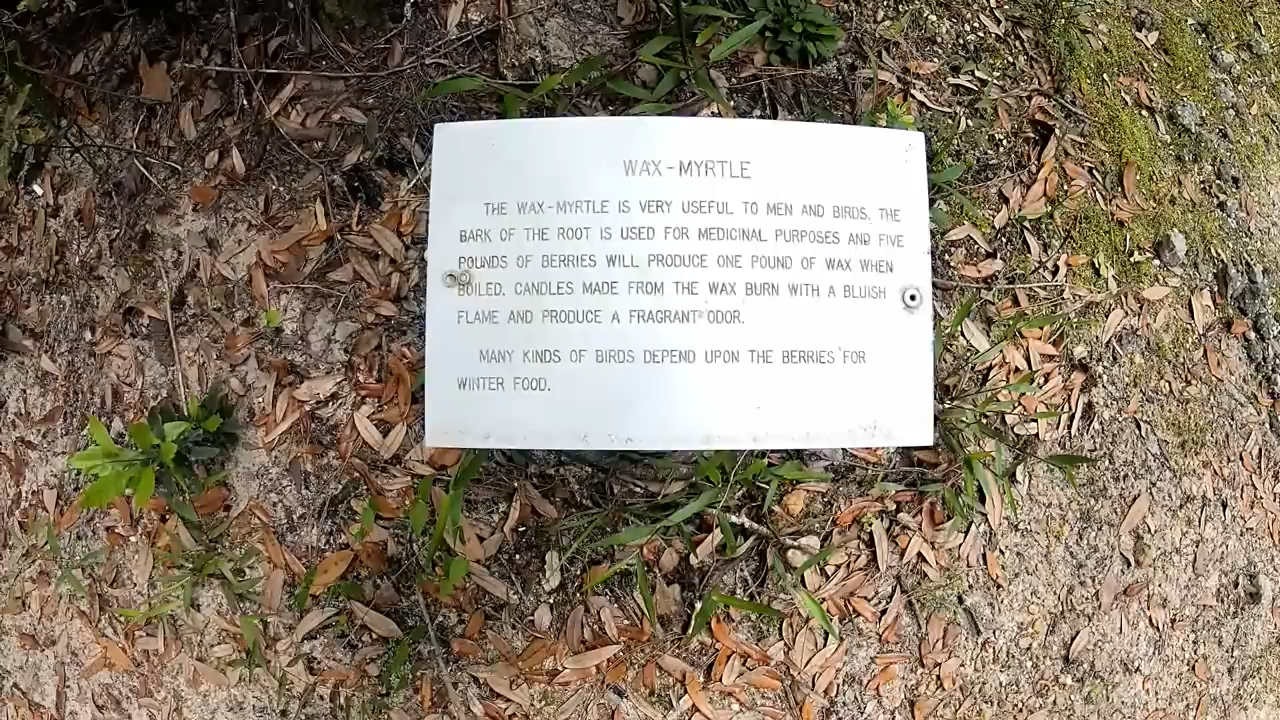 WAX-MYRTLE
THE WAX-MYRTLE IS VERY USEFUL TO MEN AND BIRDS. THE
BARK OF THE ROOT IS USED FOR MEDICINAL PURPOSES AND FIVE
POUNDS OF BERRIES WILL PRODUCE ONE POUND OF WAX WHEN
BOILED. CANDLES MADE FROM THE WAX BURN WITH A BLUISH
FLAME AND PRODUCE A FRAGRANT ODOR.
MANY KINDS OF BIRDS DEPEND UPON THE BERRIES FOR
WINTER FOOD.